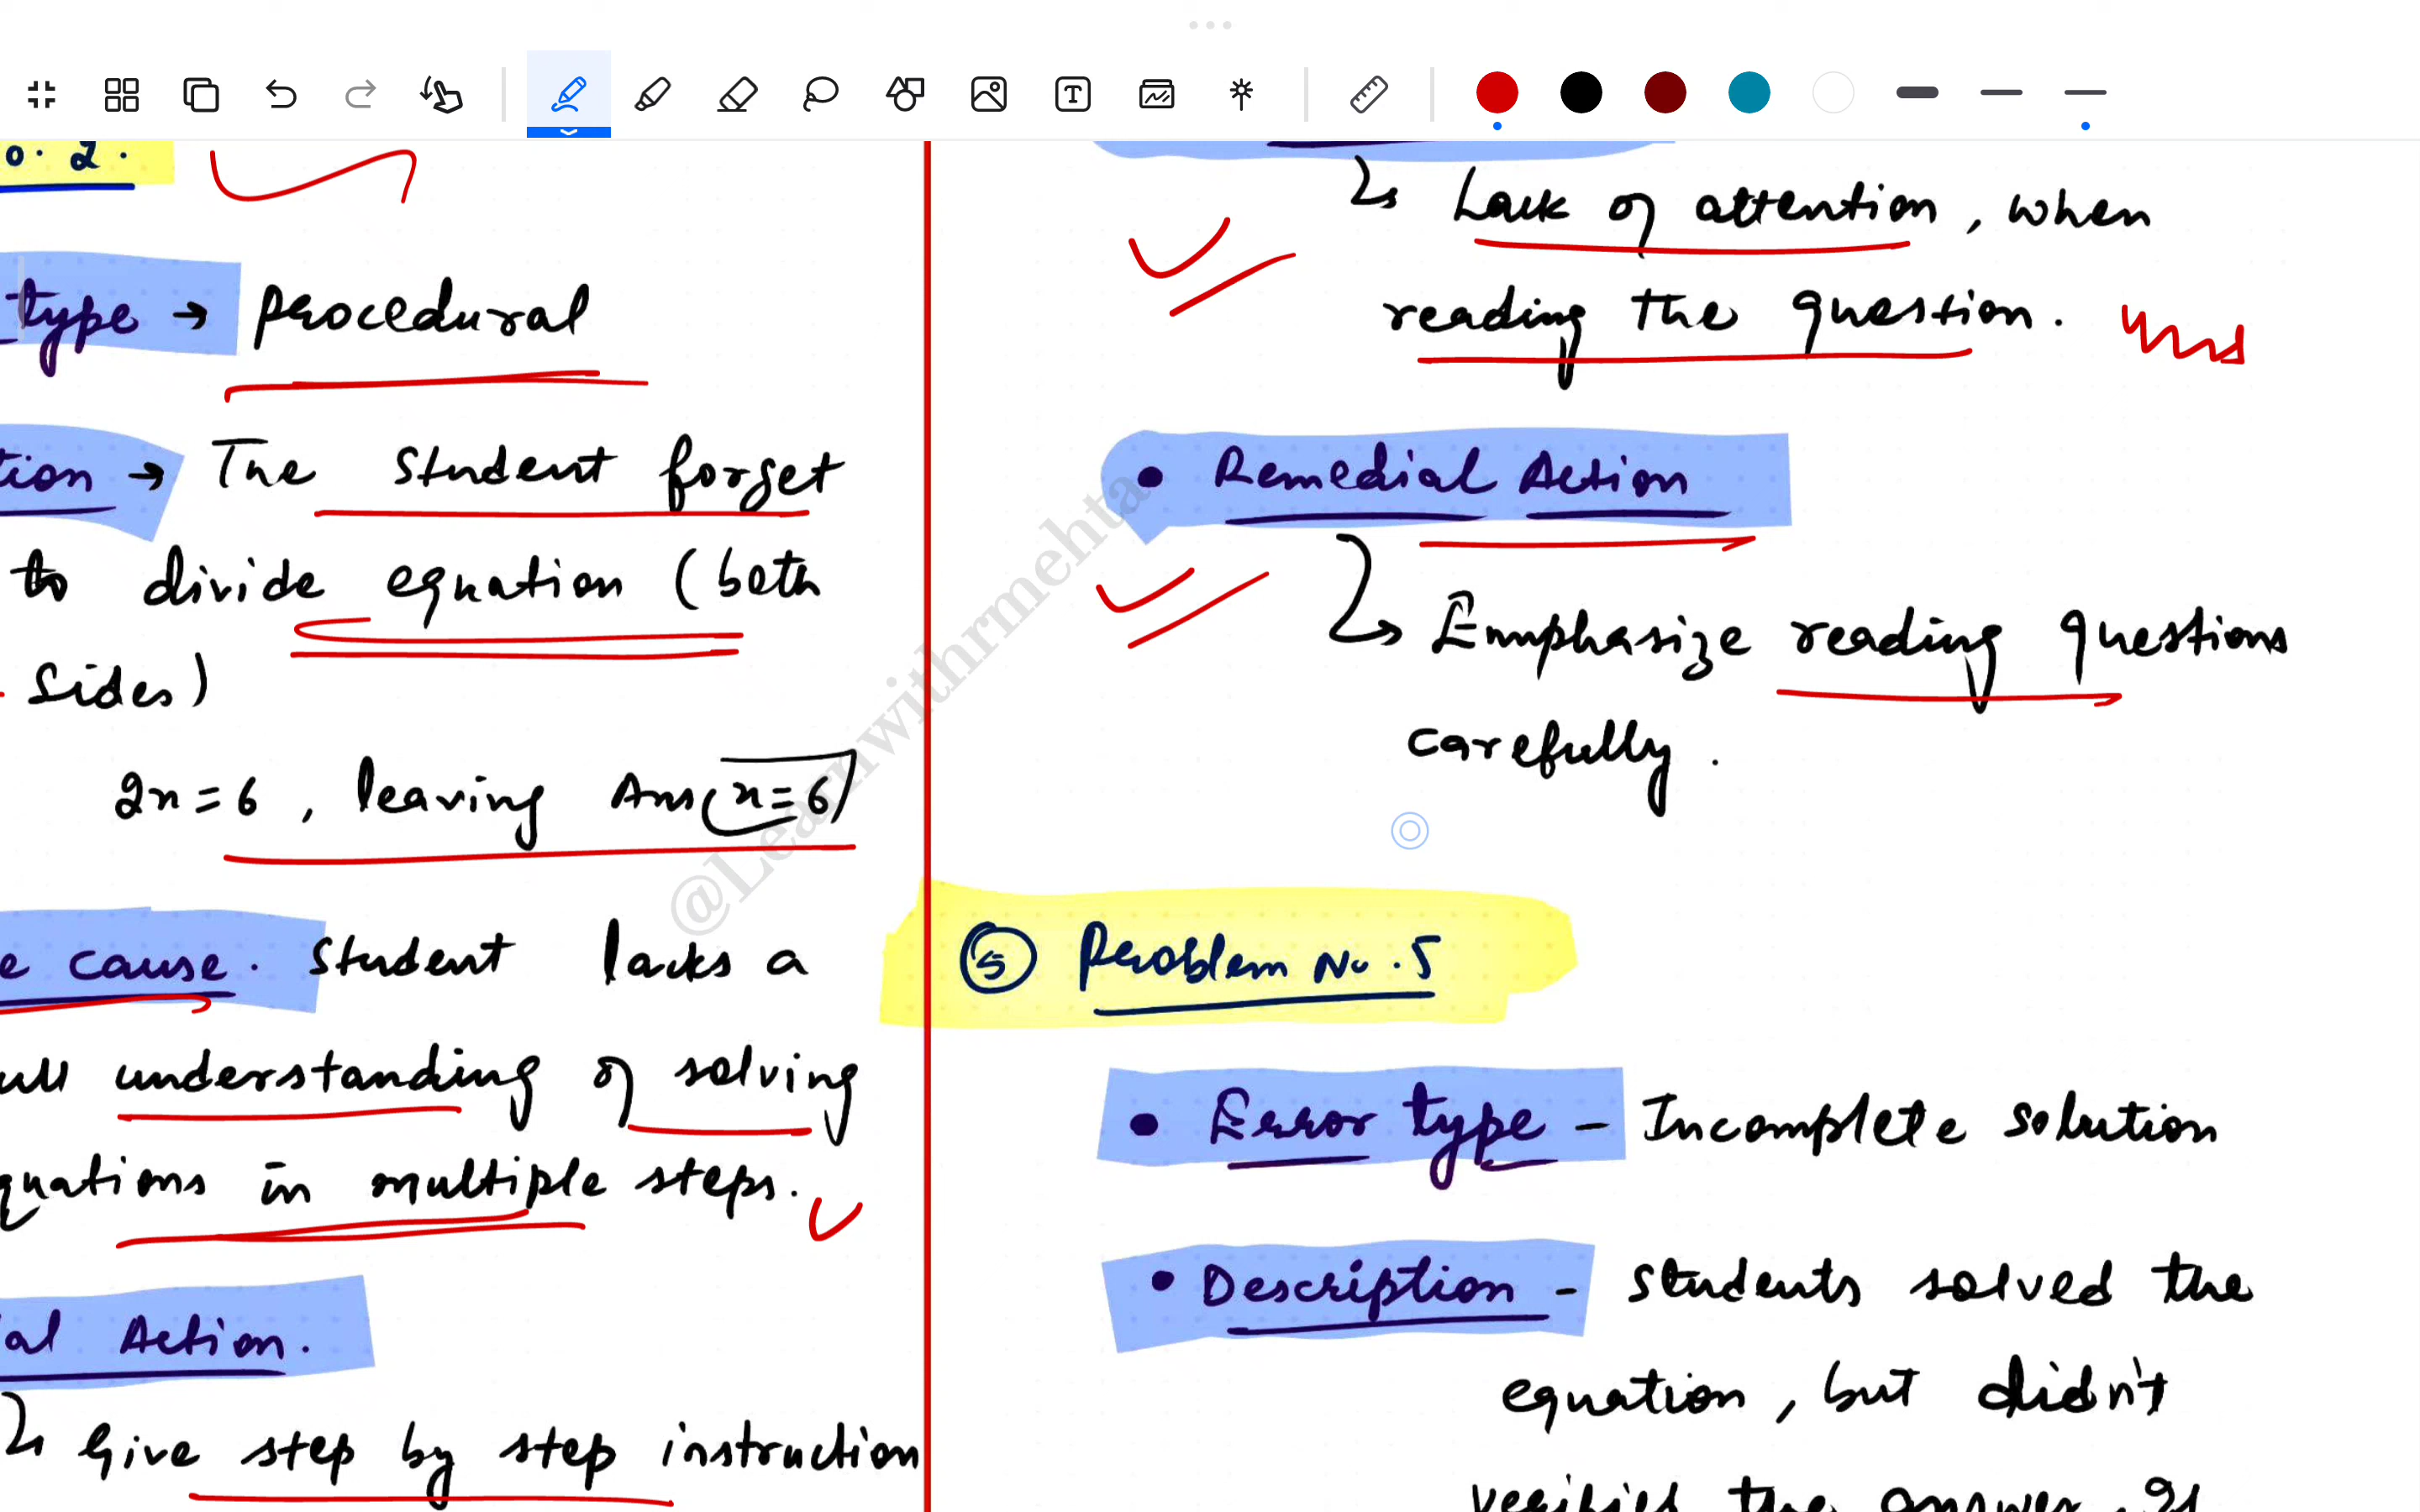 o. 2.
type → Procedural
tion → The student forget
to divide equation (both
sides)
2x=6, leaving Ans(x=6)
e cause. Student lacks a
ull understanding of solving
quations in multiple steps.
al Action.
↳ Give step by step instruction
↳ Lack of attention, when
reading the question.
• Remedial Action
↳ Emphasize reading questions
carefully.
⑤ Problem No. 5
• Error type - Incomplete solution
• Description - Students solved the
equation, but didn't
the answer.
@Learnwithrmehta